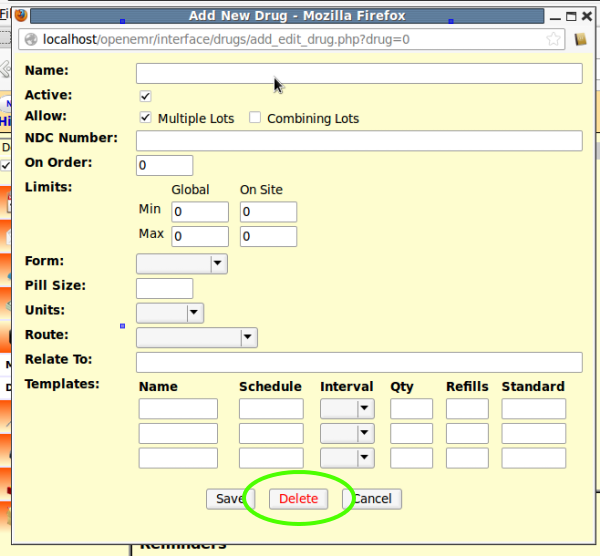 Add New Drug - Mozilla Firefox
localhost/openemr/interface/drugs/add_edit_drug.php?drug=0
Name:
Active:
Allow: Multiple Lots Combining Lots
NDC Number:
On Order: 0
Limits: Global On Site
Min 0 0
Max 0 0
Form:
Pill Size:
Units:
Route:
Relate To:
Templates: Name Schedule Interval Qty Refills Standard
Save Delete Cancel
Reminders